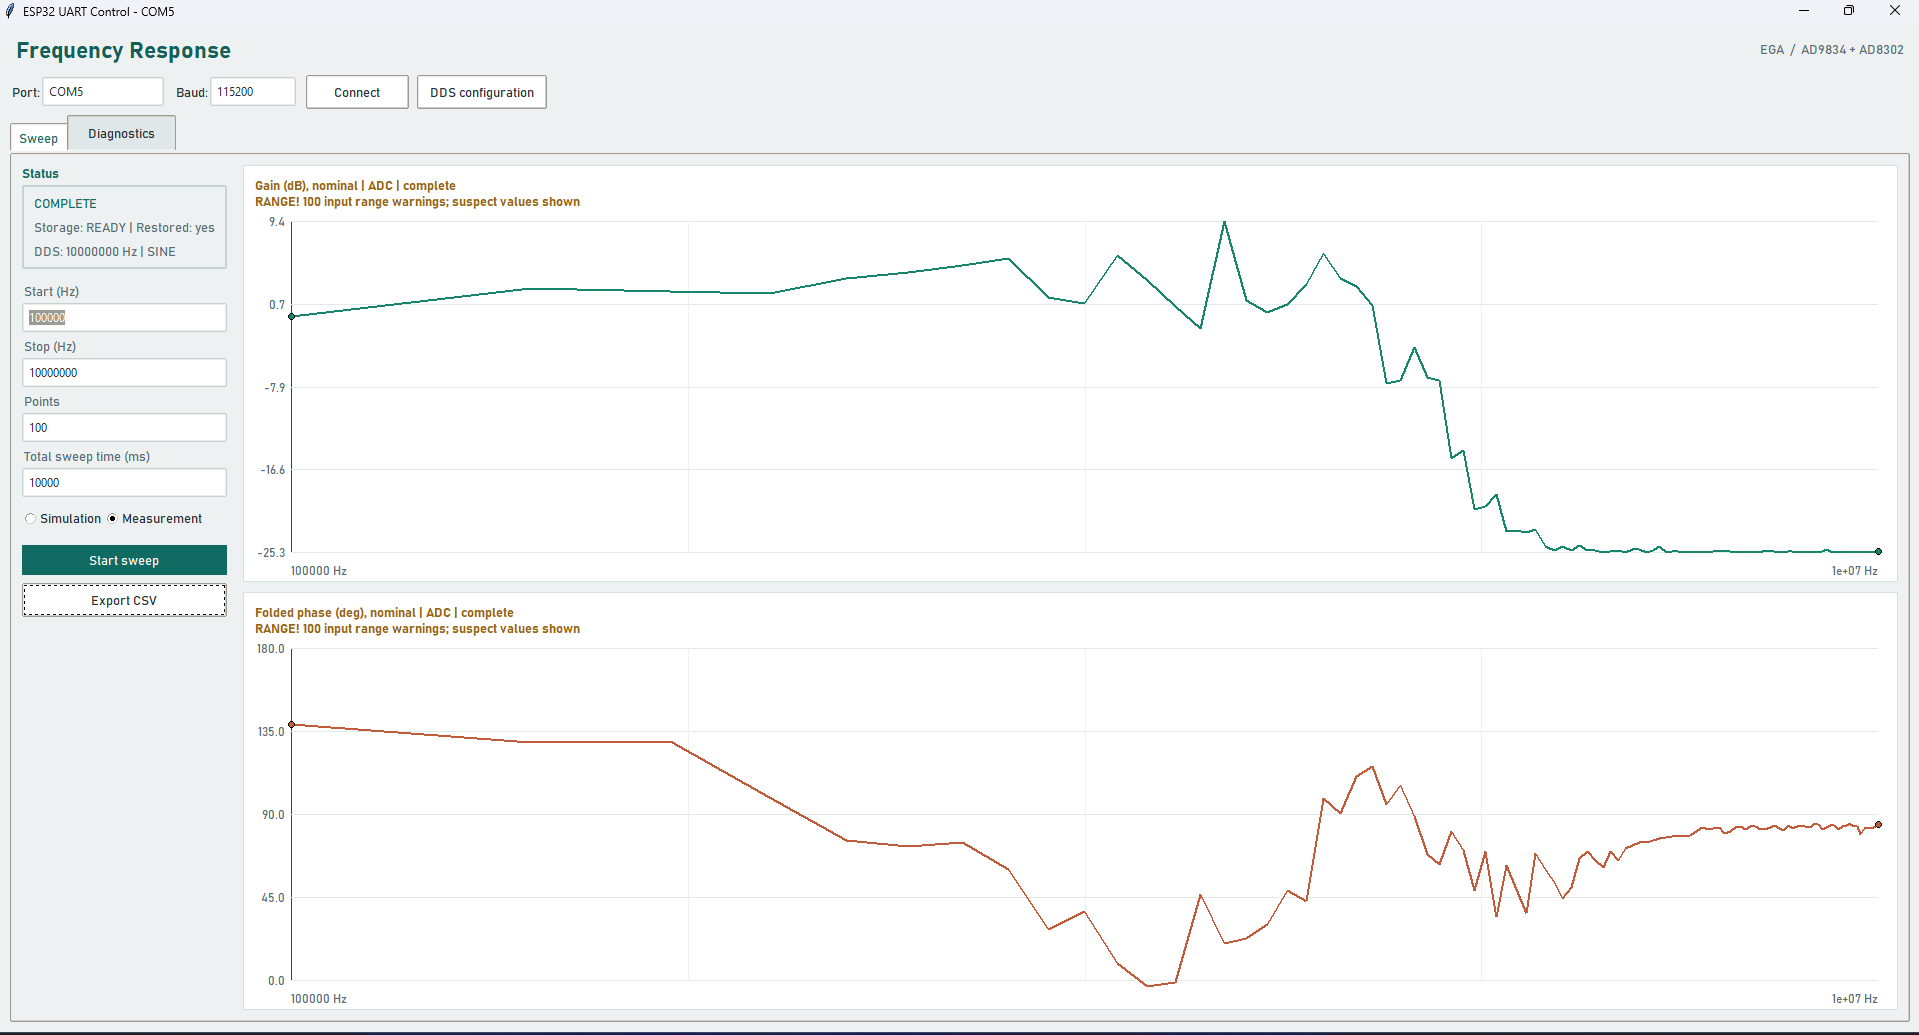 ESP32 UART Control - COM5
Frequency Response
EGA / AD9834 + AD8302
Port: COM5 Baud: 115200 Connect DDS configuration
Sweep Diagnostics
Status
COMPLETE
Storage: READY | Restored: yes
DDS: 10000000 Hz | SINE
Start (Hz)
100000
Stop (Hz)
10000000
Points
100
Total sweep time (ms)
10000
Simulation Measurement
Start sweep
Export CSV
Gain (dB), nominal | ADC | complete
RANGE! 100 input range warnings; suspect values shown
9.4
0.7
-7.9
-16.6
-25.3
100000 Hz 1e+07 Hz
Folded phase (deg), nominal | ADC | complete
RANGE! 100 input range warnings; suspect values shown
180.0
135.0
90.0
45.0
0.0
100000 Hz 1e+07 Hz